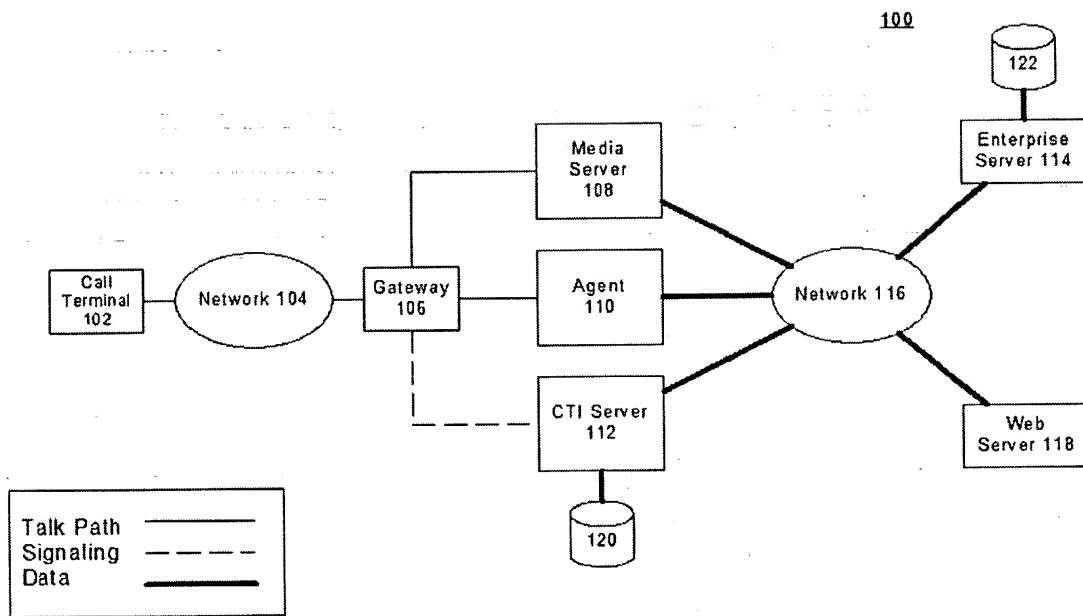 100
122
Enterprise
Server 114
Media
Server
108
Call
Terminal
102
Network 104
Gateway
106
Agent
110
Network 116
CTI Server
112
Web
Server 118
120
Talk Path
Signaling
Data